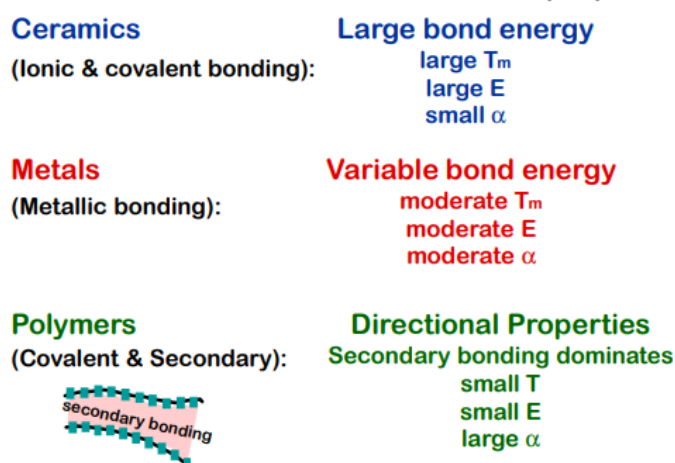 Ceramics
Large bond energy
(Ionic & covalent bonding):
large Tm
large E
small α
Metals
Variable bond energy
(Metallic bonding):
moderate Tm
moderate E
moderate α
Polymers
Directional Properties
(Covalent & Secondary):
Secondary bonding dominates
small T
small E
large α
secondary bonding